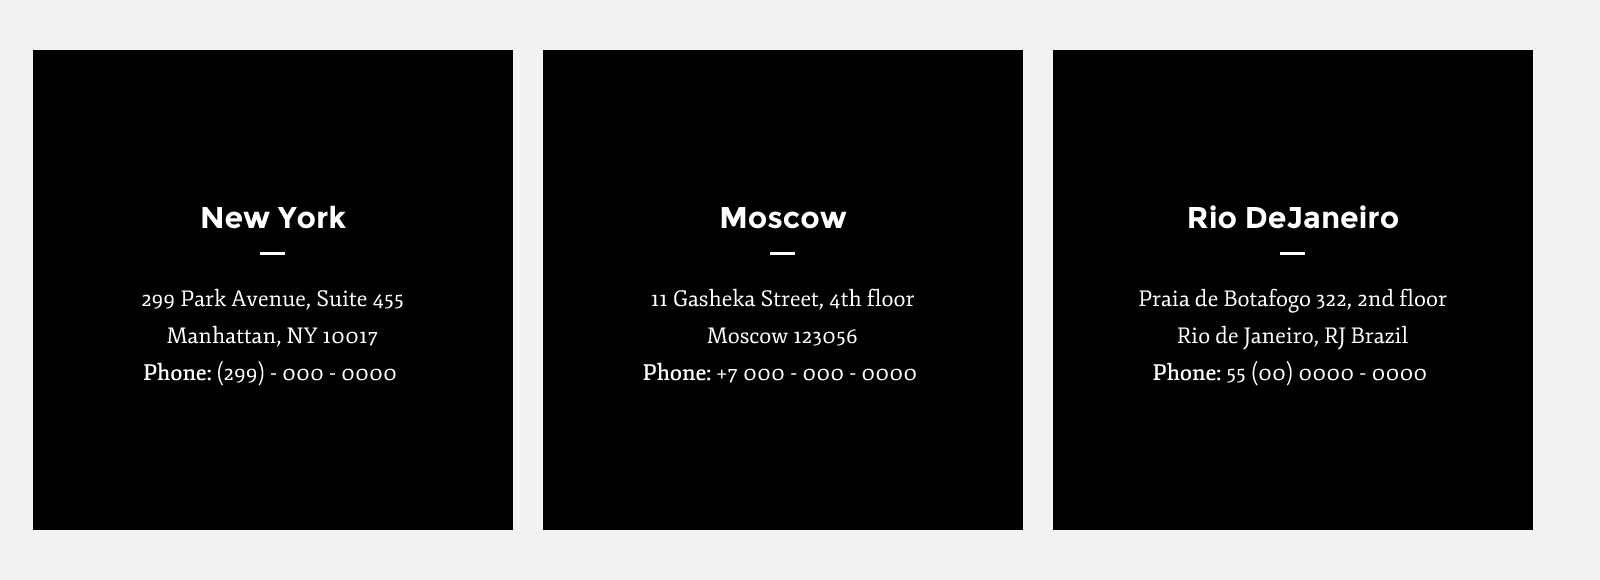 New York
299 Park Avenue, Suite 455
Manhattan, NY 10017
Phone: (299) - 000 - 0000
Moscow
11 Gasheka Street, 4th floor
Moscow 123056
Phone: +7 000 - 000 - 0000
Rio DeJaneiro
Praia de Botafogo 322, 2nd floor
Rio de Janeiro, RJ Brazil
Phone: 55 (00) 0000 - 0000